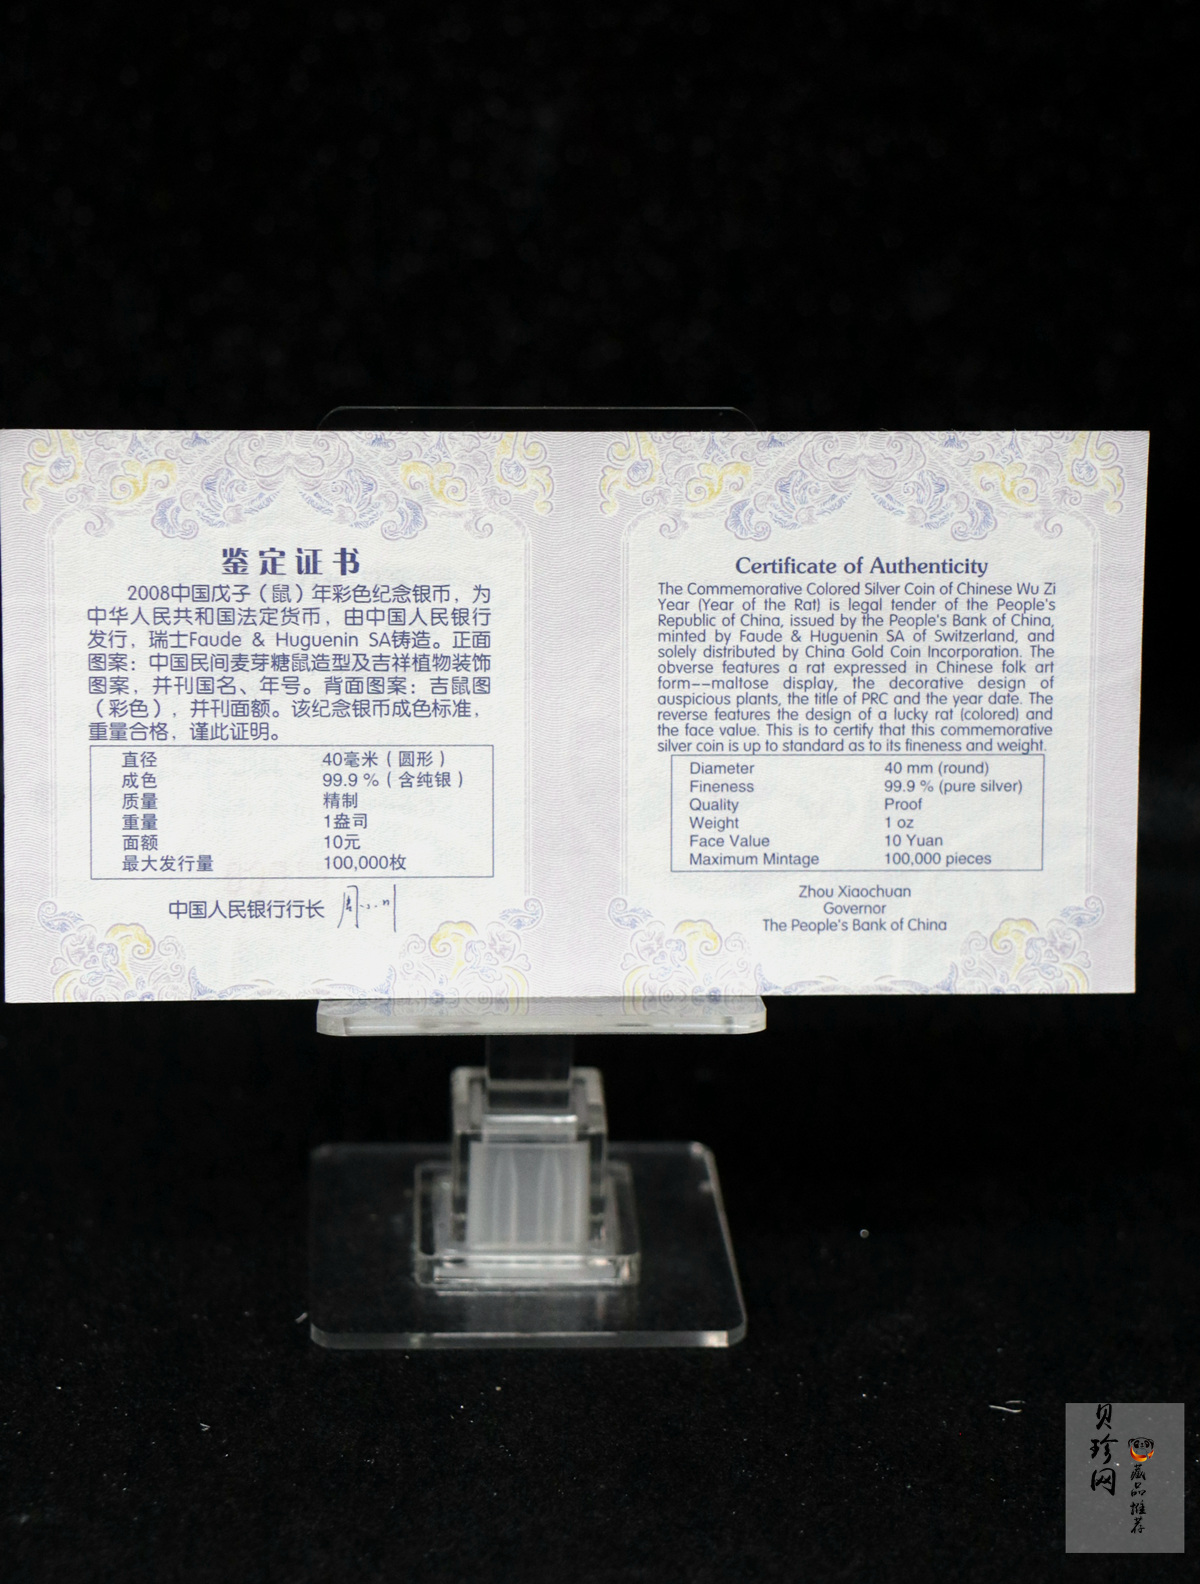 鉴定证书
2008中国戊子（鼠）年彩色纪念银币，为
中华人民共和国法定货币，由中国人民银行
发行，瑞士Faude & Huguenin SA铸造。正面
图案：中国民间麦芽糖鼠造型及吉祥植物装饰
图案，并刊国名、年号。背面图案：吉鼠图
（彩色），并刊面额。该纪念银币成色标准，
重量合格，谨此证明。
直径 40毫米（圆形）
成色 99.9％（含纯银）
质量 精制
重量 1盎司
面额 10元
最大发行量 100,000枚
中国人民银行行长
Certificate of Authenticity
The Commemorative Colored Silver Coin of Chinese Wu Zi
Year (Year of the Rat) is legal tender of the People's
Republic of China, issued by the People's Bank of China,
minted by Faude & Huguenin SA of Switzerland, and
solely distributed by China Gold Coin Incorporation. The
obverse features a rat expressed in Chinese folk art
form--maltose display, the decorative design of
auspicious plants, the title of PRC and the year date. The
reverse features the design of a lucky rat (colored) and
the face value. This is to certify that this commemorative
silver coin is up to standard as to its fineness and weight.
Diameter 40 mm (round)
Fineness 99.9 % (pure silver)
Quality Proof
Weight 1 oz
Face Value 10 Yuan
Maximum Mintage 100,000 pieces
Zhou Xiaochuan
Governor
The People's Bank of China
贝珍网
藏品推荐